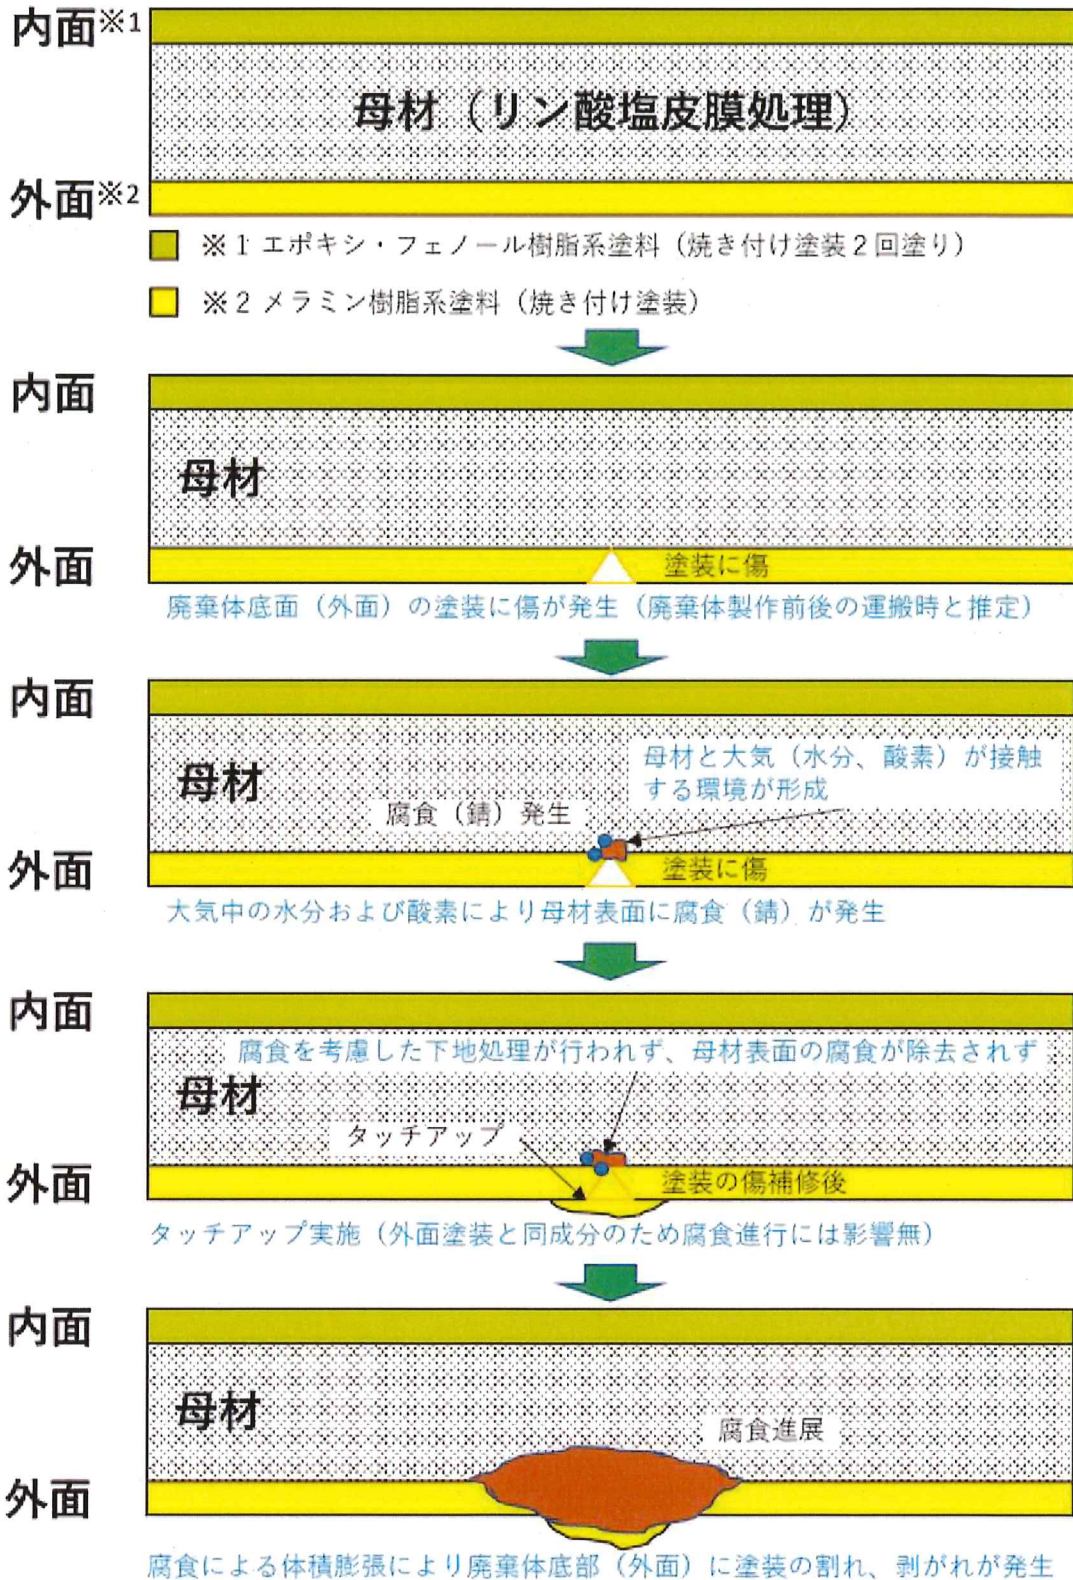 内面※1
母材（リン酸塩皮膜処理）
外面※2
※１エポキシ・フェノール樹脂系塗料（焼き付け塗装２回塗り）
※２メラミン樹脂系塗料（焼き付け塗装）
内面
母材
外面
塗装に傷
廃棄体底面（外面）の塗装に傷が発生（廃棄体製作前後の運搬時と推定）
内面
母材
母材と大気（水分、酸素）が接触
する環境が形成
腐食（錆）発生
外面
塗装に傷
大気中の水分および酸素により母材表面に腐食（錆）が発生
内面
腐食を考慮した下地処理が行われず、母材表面の腐食が除去されず
母材
タッチアップ
外面
塗装の傷補修後
タッチアップ実施（外面塗装と同成分のため腐食進行には影響無）
内面
母材
腐食進展
外面
腐食による体積膨張により廃棄体底部（外面）に塗装の割れ、剥がれが発生